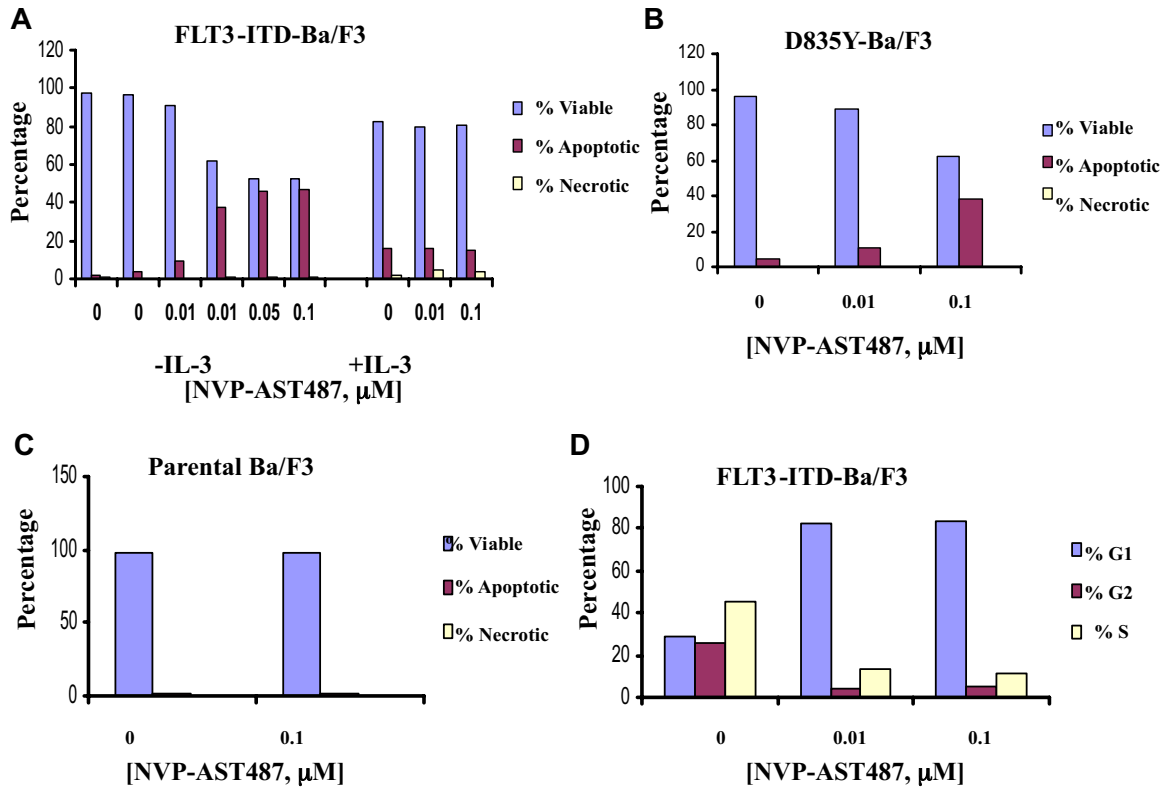 A
FLT3-ITD-Ba/F3
120
100
80
60
40
20
0
Percentage
% Viable
% Apoptotic
% Necrotic
0 0 0.01 0.01 0.05 0.1 0 0.01 0.1
-IL-3 +IL-3
[NVP-AST487, μM]
B
D835Y-Ba/F3
120
100
80
60
40
20
0
Percentage
% Viable
% Apoptotic
% Necrotic
0 0.01 0.1
[NVP-AST487, μM]
C
Parental Ba/F3
150
100
50
0
Percentage
% Viable
% Apoptotic
% Necrotic
0 0.1
[NVP-AST487, μM]
D
FLT3-ITD-Ba/F3
100
80
60
40
20
0
Percentage
% G1
% G2
% S
0 0.01 0.1
[NVP-AST487, μM]